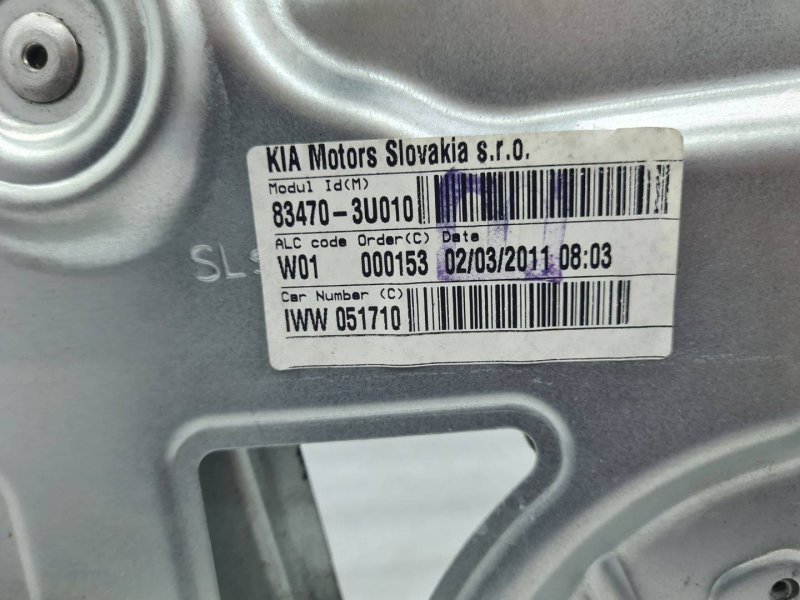 KIA Motors Slovakia s.r.o.
Modul Id(M)
83470-3U010
ALC code Order(C) Date
W01 000153 02/03/2011 08:03
Car Number (C)
IWW 051710